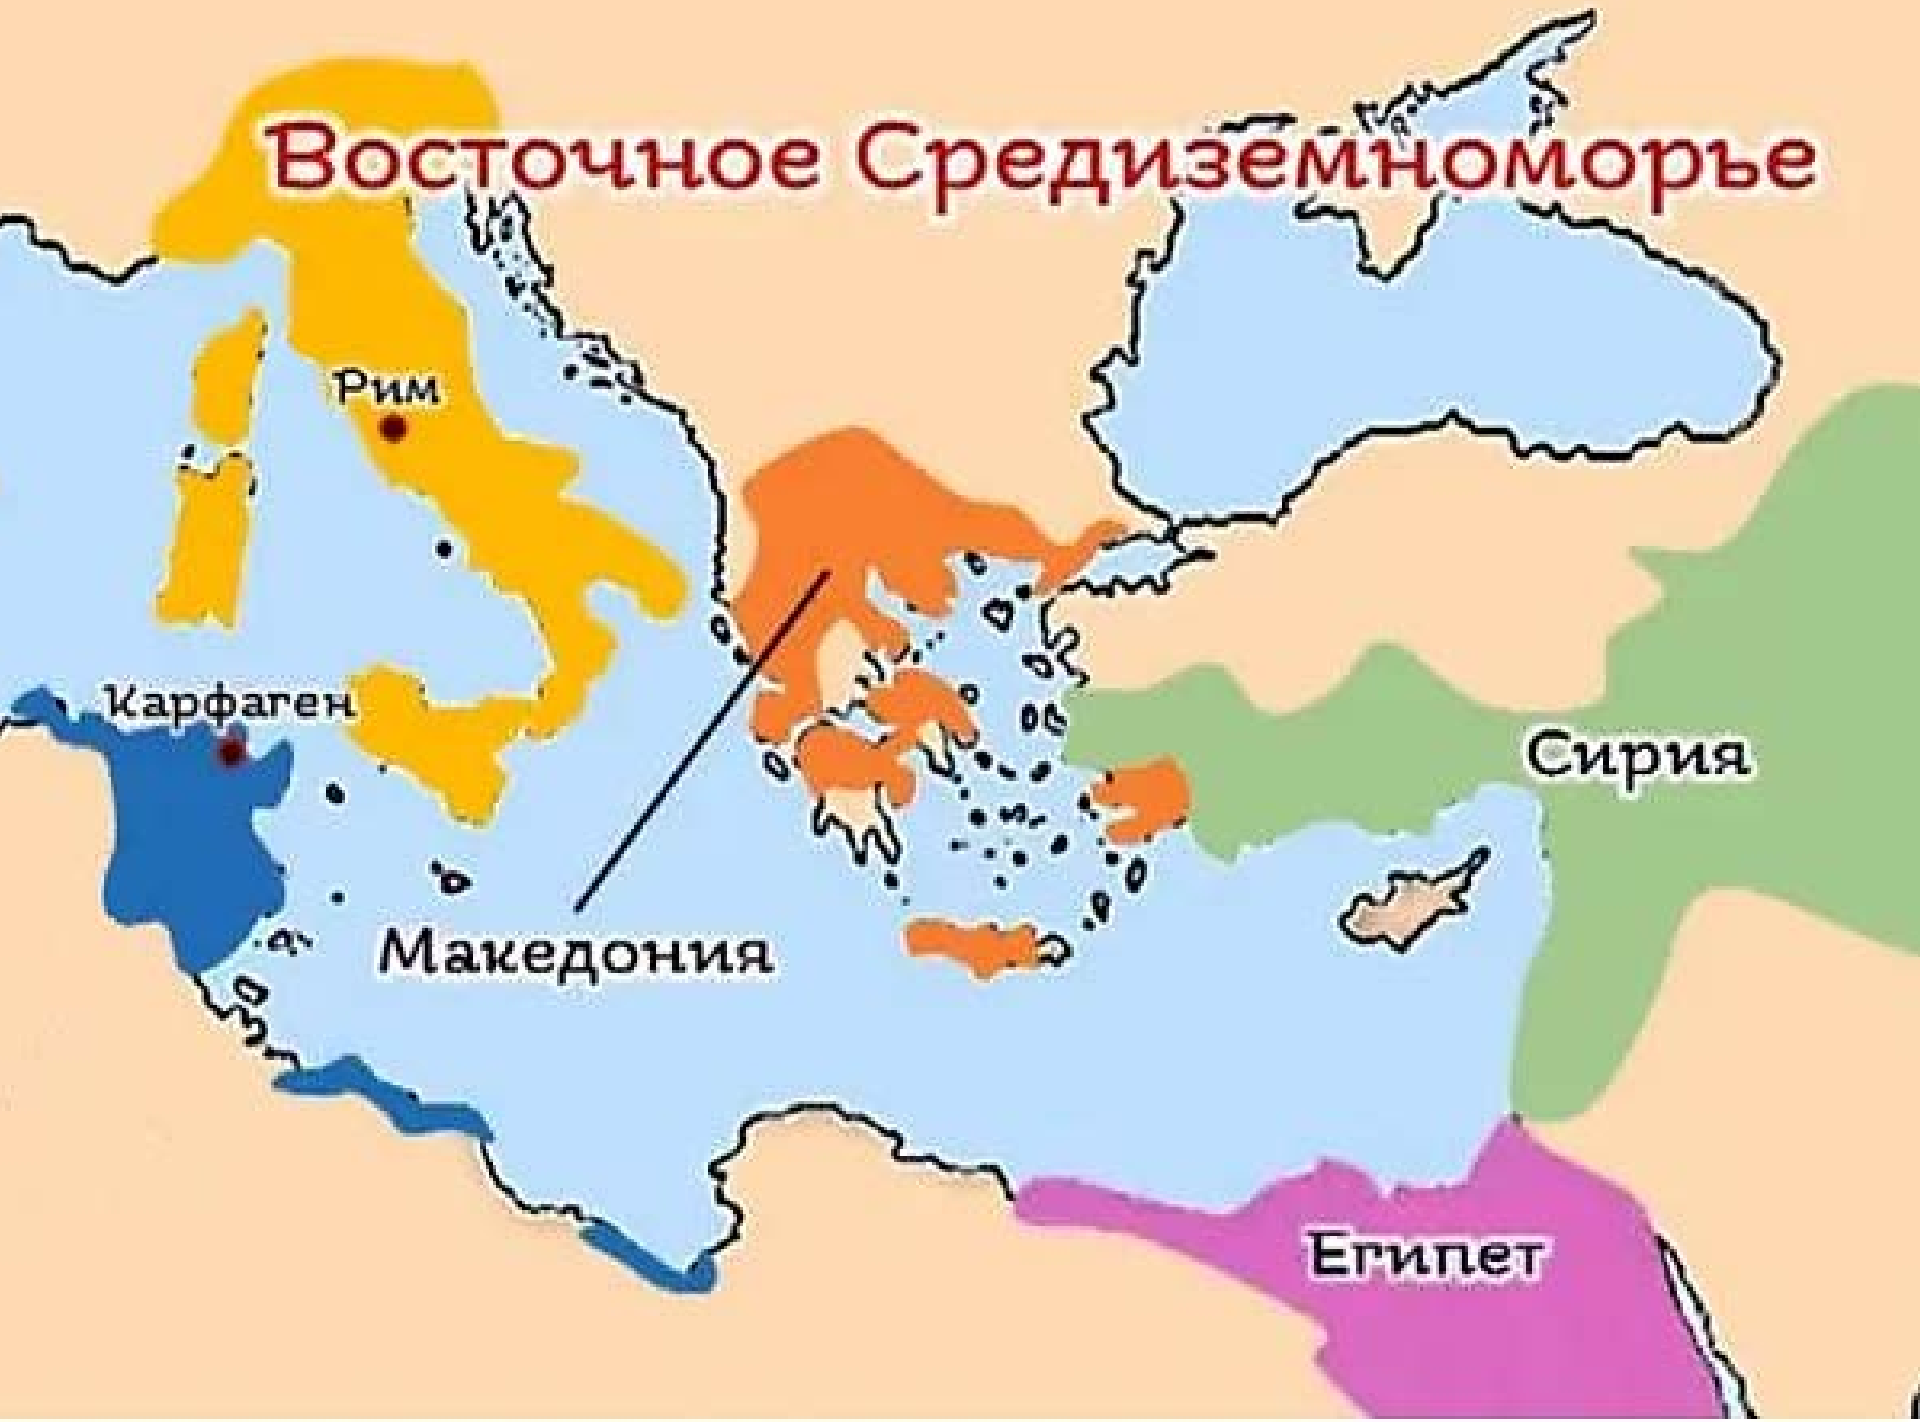 Восточное Средиземноморье
Рим
Карфаген
Сирия
Македония
Египет